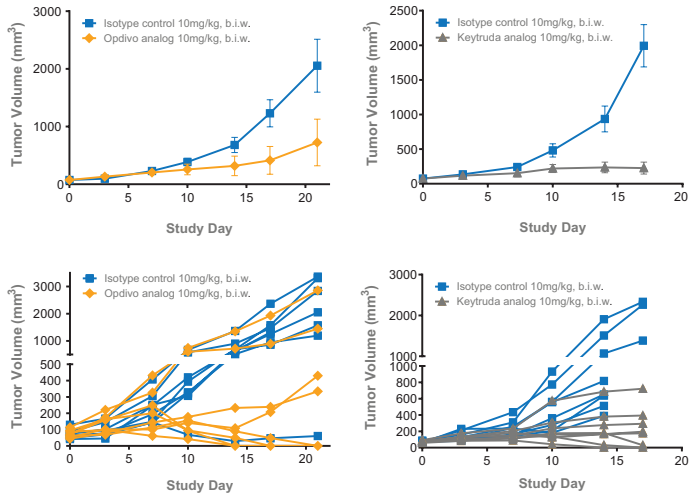 Isotype control 10mg/kg, b.i.w.
Opdivo analog 10mg/kg, b.i.w.
Tumor Volume (mm³)
3000
2000
1000
0
0 5 10 15 20
Study Day
Isotype control 10mg/kg, b.i.w.
Keytruda analog 10mg/kg, b.i.w.
Tumor Volume (mm³)
2500
2000
1500
1000
500
0
0 5 10 15 20
Study Day
Isotype control 10mg/kg, b.i.w.
Opdivo analog 10mg/kg, b.i.w.
Tumor Volume (mm³)
3000
2000
1000
500
400
300
200
100
0
0 5 10 15 20
Study Day
Isotype control 10mg/kg, b.i.w.
Keytruda analog 10mg/kg, b.i.w.
Tumor Volume (mm³)
3000
2000
1000
800
600
400
200
0
0 5 10 15 20
Study Day